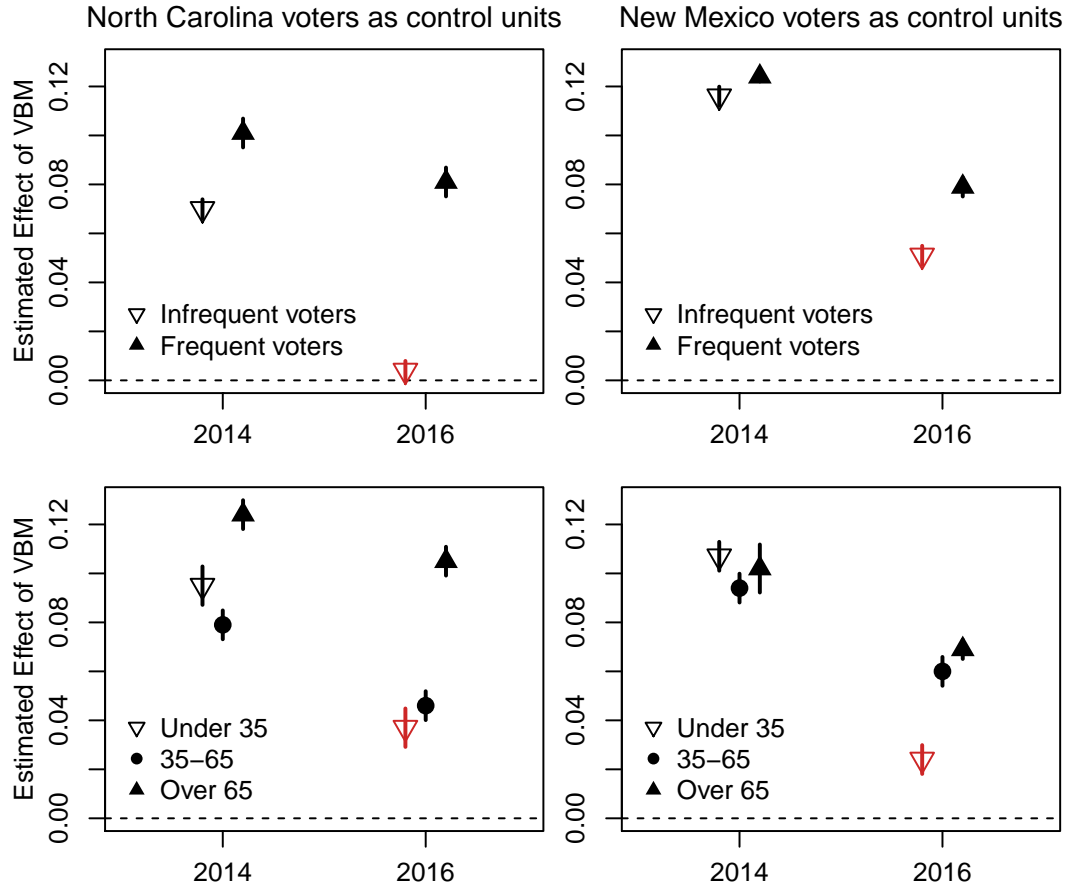 North Carolina voters as control units
New Mexico voters as control units
Estimated Effect of VBM
0.12
0.08
0.04
0.00
Infrequent voters
Frequent voters
2014
2016
0.12
0.08
0.04
0.00
Infrequent voters
Frequent voters
2014
2016
Estimated Effect of VBM
0.12
0.08
0.04
0.00
Under 35
35−65
Over 65
2014
2016
0.12
0.08
0.04
0.00
Under 35
35−65
Over 65
2014
2016